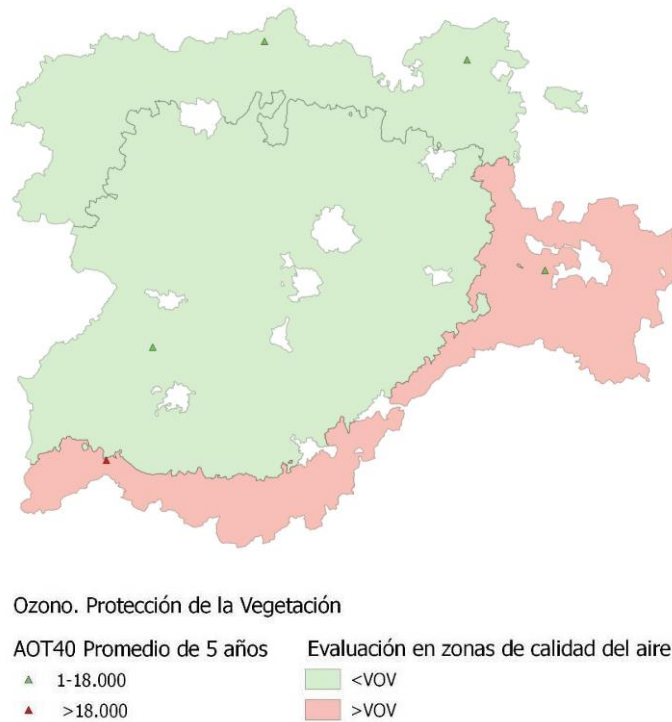 Ozono. Protección de la Vegetación
AOT40 Promedio de 5 años
1-18.000
>18.000
Evaluación en zonas de calidad del aire
<VOV
>VOV